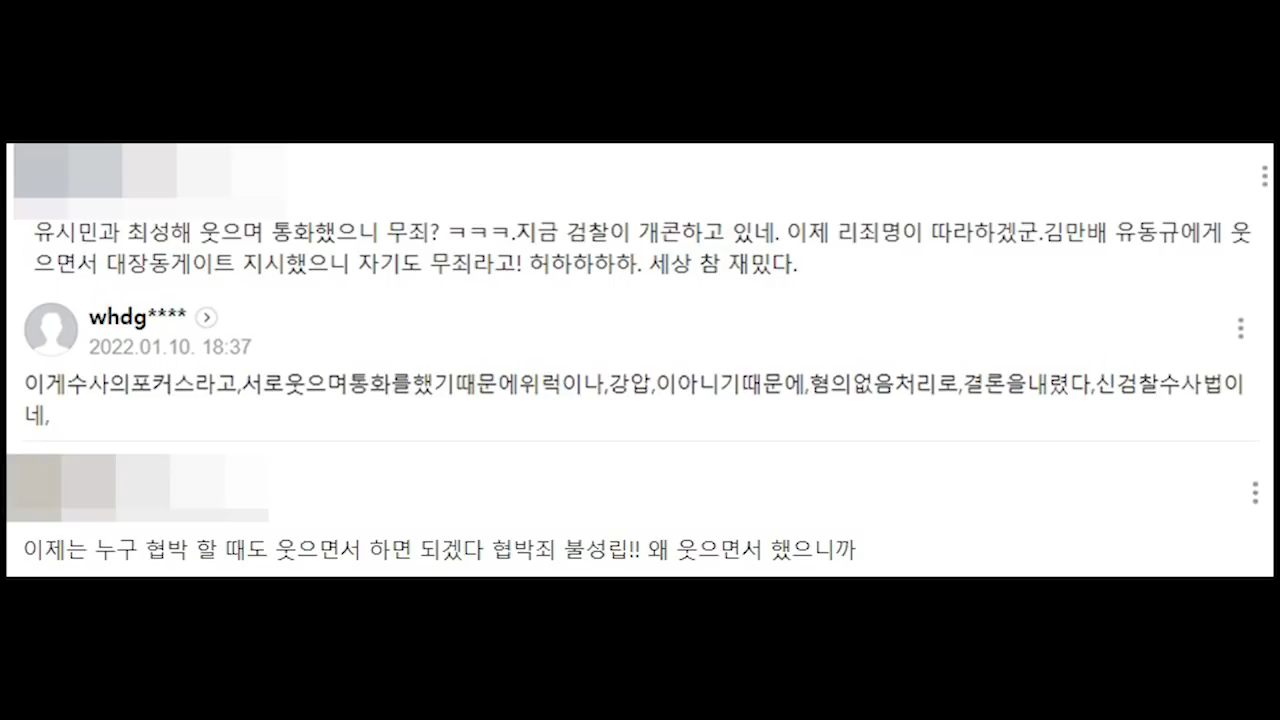 유시민과 최성해 웃으며 통화했으니 무죄? ㅋㅋㅋ.지금 검찰이 개콘하고 있네. 이제 리죄명이 따라하겠군.김만배 유동규에게 웃
으면서 대장동게이트 지시했으니 자기도 무죄라고! 허하하하하. 세상 참 재밌다.
whdg****
2022.01.10. 18:37
이게수사의포커스라고,서로웃으며통화를했기때문에위럭이나,강압,이아니기때문에,혐의없음처리로,결론을내렸다,신검찰수사법이
네,
이제는 누구 협박 할 때도 웃으면서 하면 되겠다 협박죄 불성립!! 왜 웃으면서 했으니까